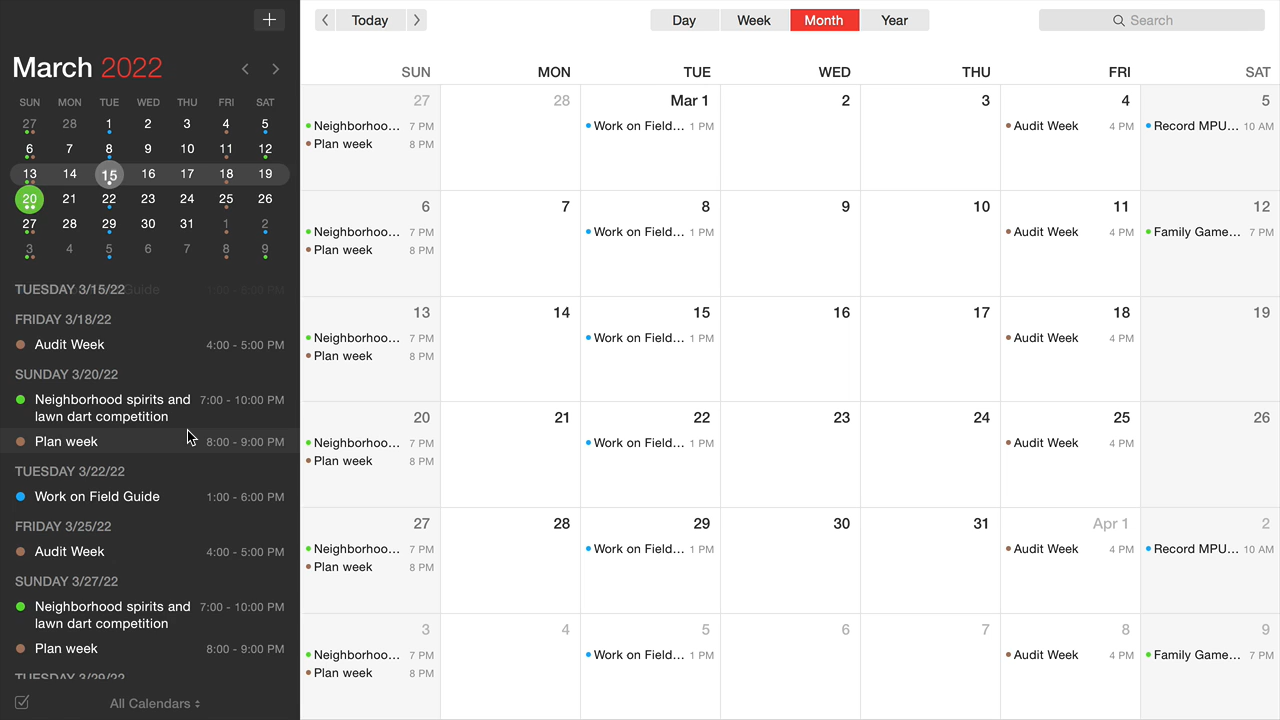 +
March 2022
SUN MON TUE WED THU FRI SAT
27 28 1 2 3 4 5
6 7 8 9 10 11 12
13 14 15 16 17 18 19
20 21 22 23 24 25 26
27 28 29 30 31 1 2
3 4 5 6 7 8 9
TUESDAY 3/15/22
FRIDAY 3/18/22
Audit Week 4:00 - 5:00 PM
SUNDAY 3/20/22
Neighborhood spirits and 7:00 - 10:00 PM
lawn dart competition
Plan week 8:00 - 9:00 PM
TUESDAY 3/22/22
Work on Field Guide 1:00 - 6:00 PM
FRIDAY 3/25/22
Audit Week 4:00 - 5:00 PM
SUNDAY 3/27/22
Neighborhood spirits and 7:00 - 10:00 PM
lawn dart competition
Plan week 8:00 - 9:00 PM
TUESDAY 3/29/22
All Calendars
Today
Day Week Month Year
Search
SUN MON TUE WED THU FRI SAT
27 28 Mar 1 2 3 4 5
Neighborhoo... 7 PM Work on Field... 1 PM Audit Week 4 PM Record MPU... 10 AM
Plan week 8 PM
6 7 8 9 10 11 12
Neighborhoo... 7 PM Work on Field... 1 PM Audit Week 4 PM Family Game... 7 PM
Plan week 8 PM
13 14 15 16 17 18 19
Neighborhoo... 7 PM Work on Field... 1 PM Audit Week 4 PM
Plan week 8 PM
20 21 22 23 24 25 26
Neighborhoo... 7 PM Work on Field... 1 PM Audit Week 4 PM
Plan week 8 PM
27 28 29 30 31 Apr 1 2
Neighborhoo... 7 PM Work on Field... 1 PM Audit Week 4 PM Record MPU... 10 AM
Plan week 8 PM
3 4 5 6 7 8 9
Neighborhoo... 7 PM Work on Field... 1 PM Audit Week 4 PM Family Game... 7 PM
Plan week 8 PM